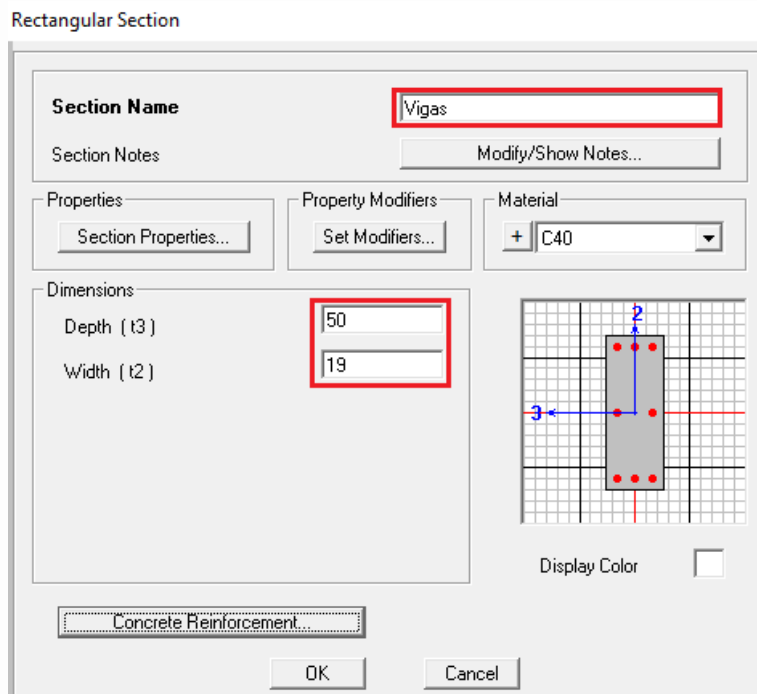 Rectangular Section
Section Name Vigas
Section Notes Modify/Show Notes...
Properties Property Modifiers Material
Section Properties... Set Modifiers... + C40
Dimensions
Depth ( t3 ) 50
Width ( t2 ) 19
2
3
Display Color
Concrete Reinforcement...
OK Cancel